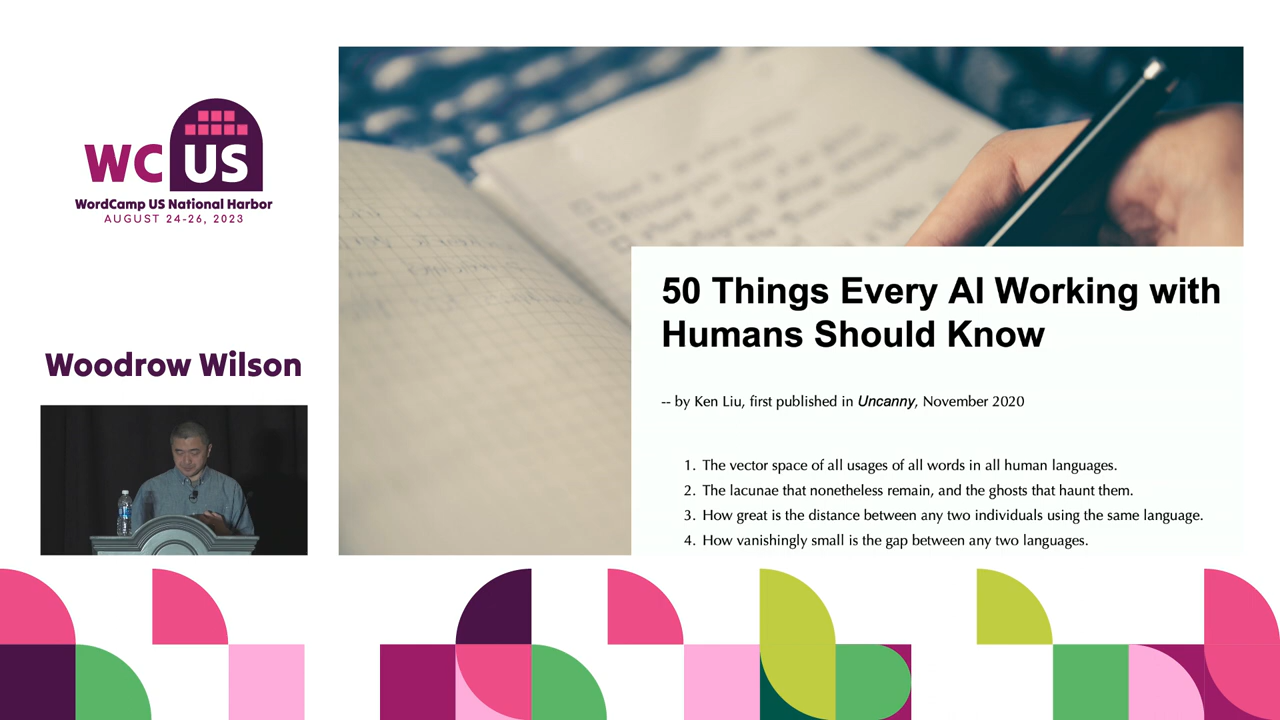 WC US
WordCamp US National Harbor
AUGUST 24-26, 2023
Woodrow Wilson
50 Things Every AI Working with
Humans Should Know
-- by Ken Liu, first published in Uncanny, November 2020
1. The vector space of all usages of all words in all human languages.
2. The lacunae that nonetheless remain, and the ghosts that haunt them.
3. How great is the distance between any two individuals using the same language.
4. How vanishingly small is the gap between any two languages.